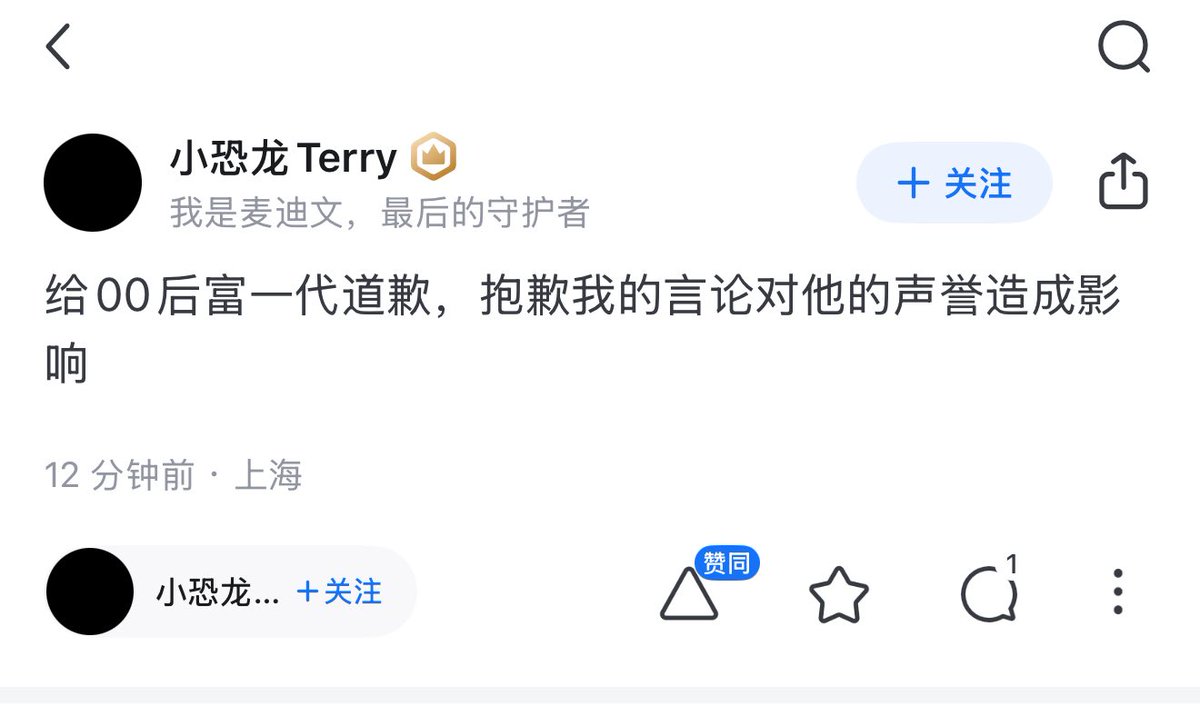 小恐龙 Terry
我是麦迪文，最后的守护者
+ 关注
给00后富一代道歉，抱歉我的言论对他的声誉造成影
响
12 分钟前 · 上海
小恐龙... +关注
赞同
1